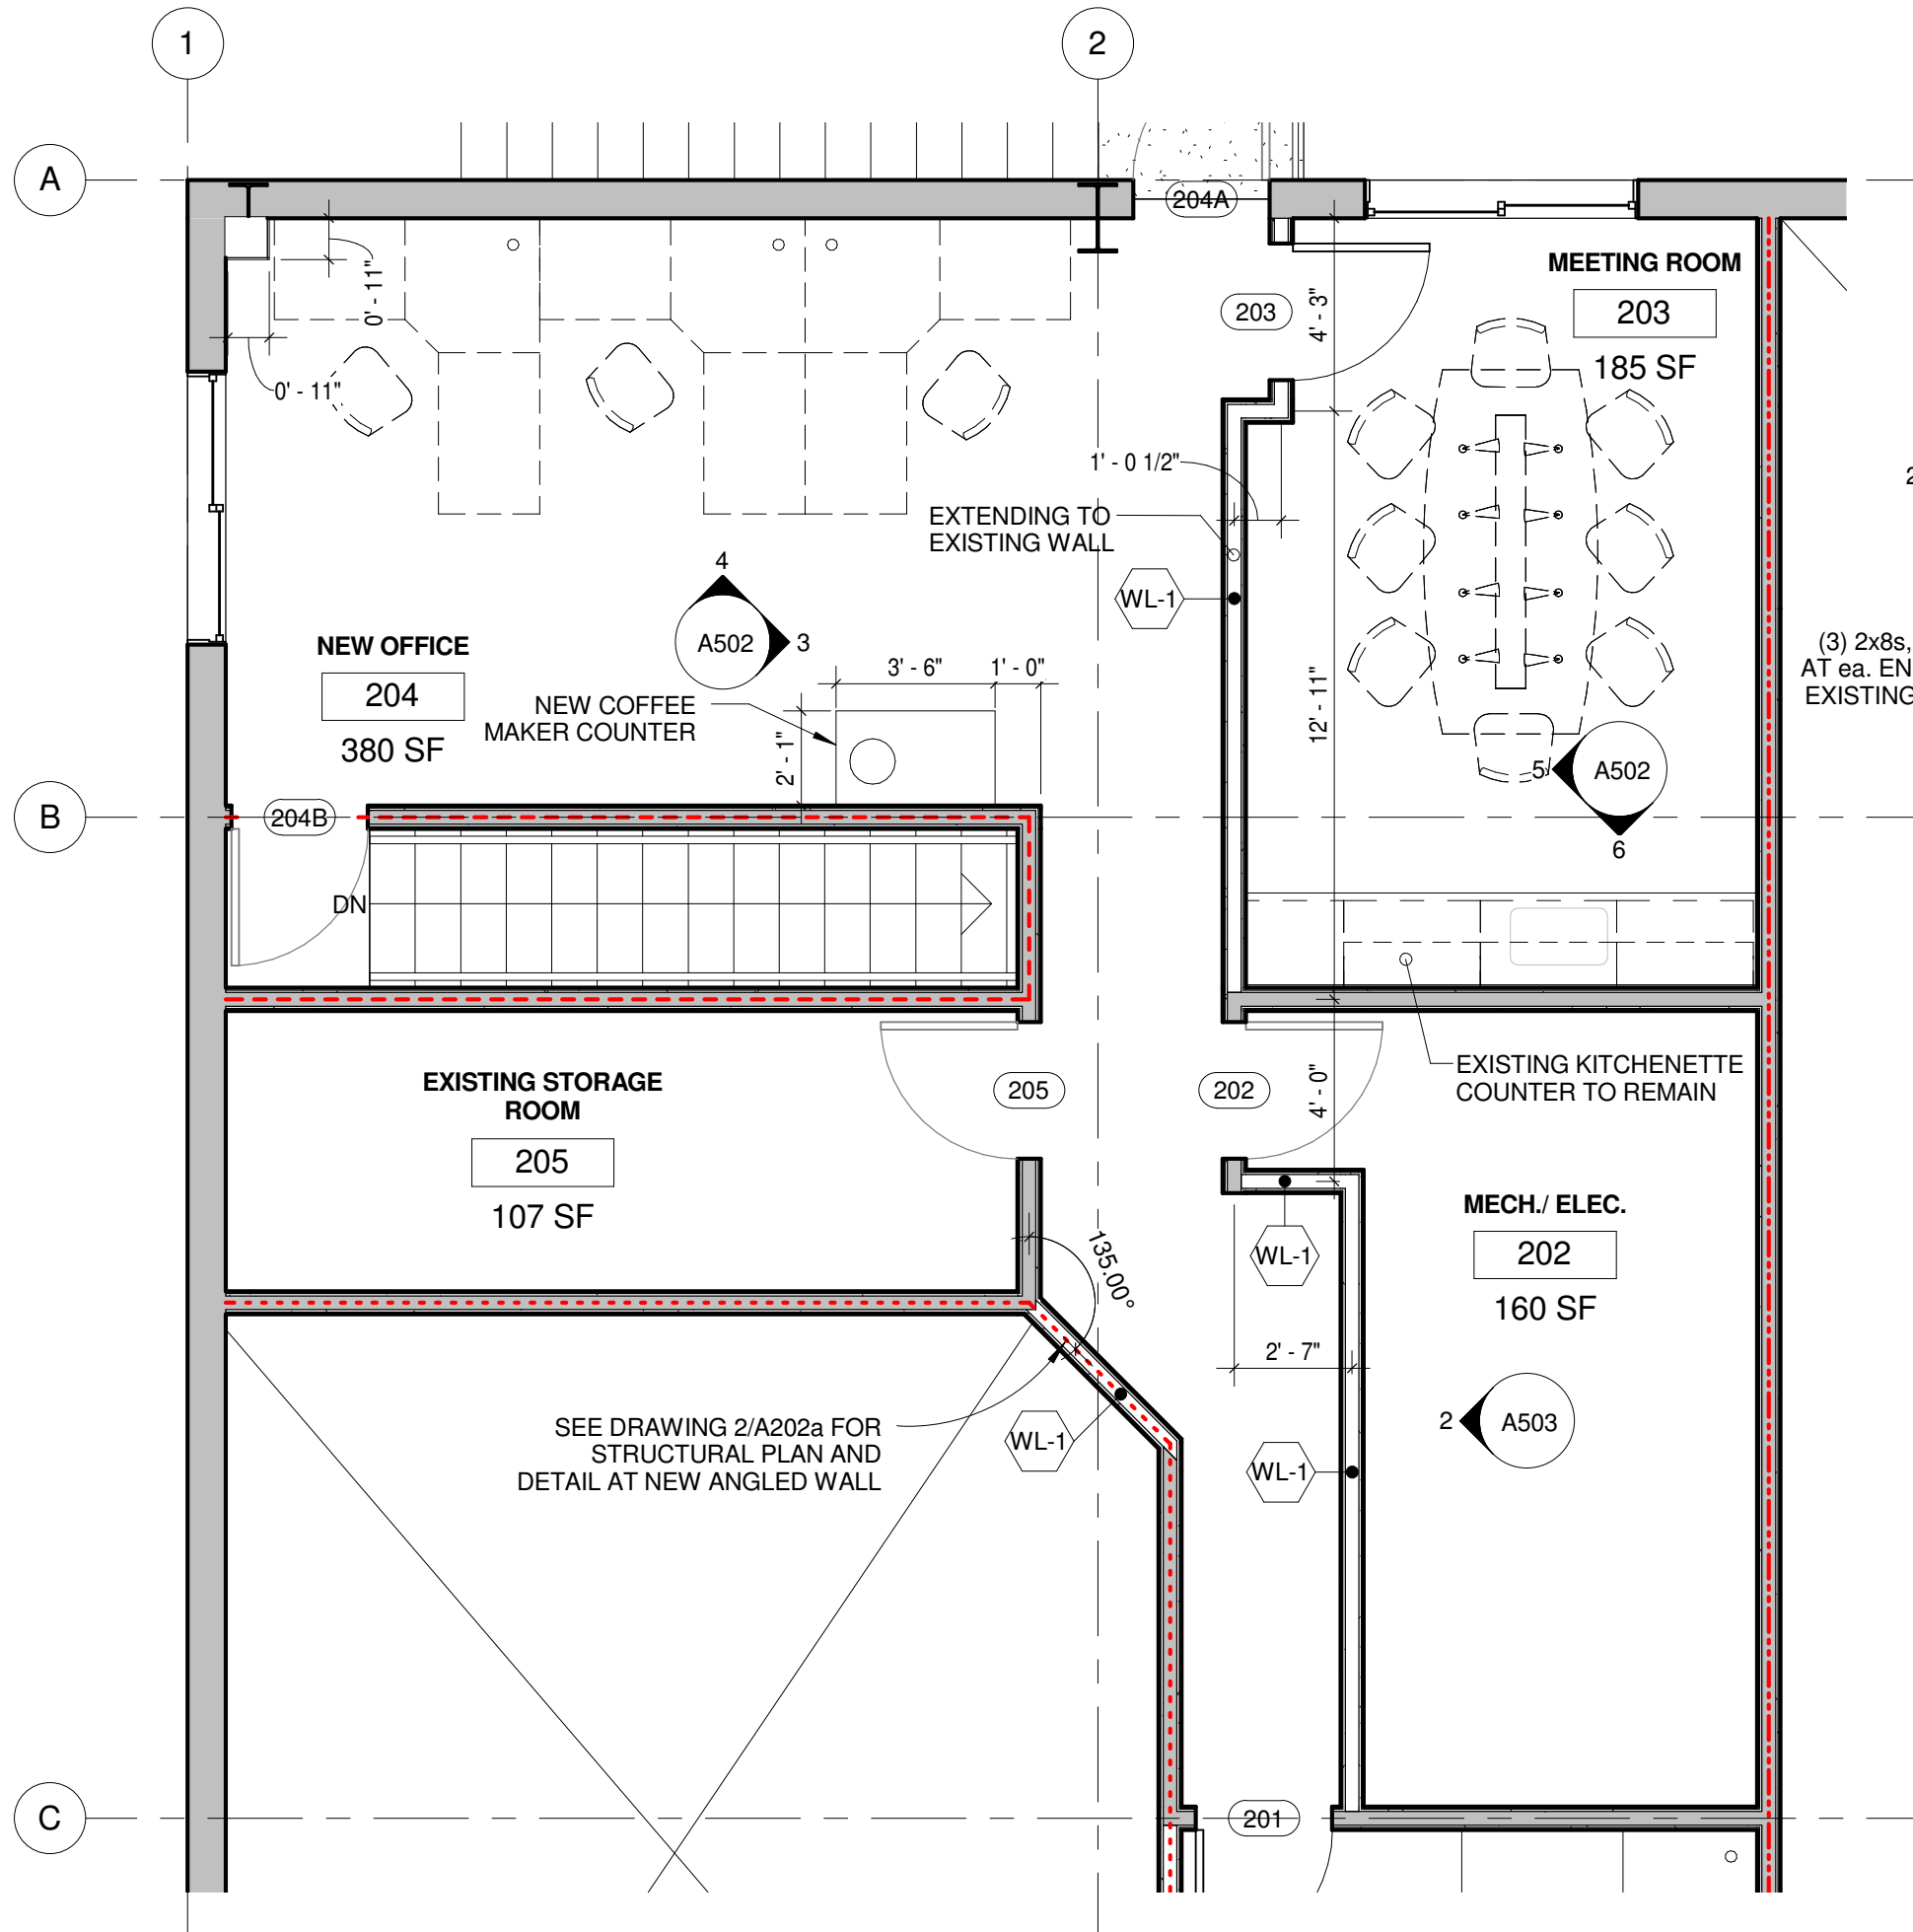 1
2
A
204A
MEETING ROOM
203
185 SF
203
4' - 3"
0' - 11"
0' - 11"
1' - 0 1/2"
EXTENDING TO
EXISTING WALL
WL-1
4
A502
3
NEW OFFICE
204
380 SF
3' - 6"
1' - 0"
NEW COFFEE
MAKER COUNTER
2' - 1"
12' - 11"
(3) 2x8s,
AT ea. EN
EXISTING
2
5
A502
6
B
204B
DN
EXISTING KITCHENETTE
COUNTER TO REMAIN
EXISTING STORAGE
ROOM
205
107 SF
205
202
4' - 0"
MECH./ ELEC.
202
160 SF
WL-1
135.00°
2' - 7"
SEE DRAWING 2/A202a FOR
STRUCTURAL PLAN AND
DETAIL AT NEW ANGLED WALL
WL-1
WL-1
2
A503
C
201